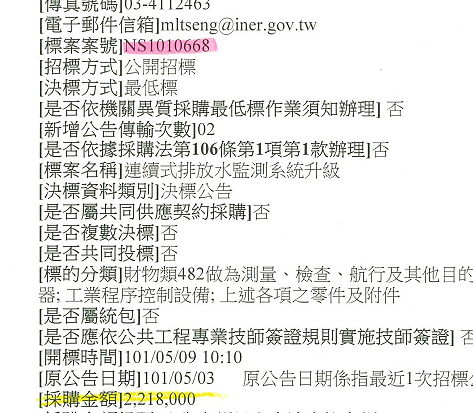 [傳真號碼]03-4112463
[電子郵件信箱]mltseng@iner.gov.tw
[標案案號]NS1010668
[招標方式]公開招標
[決標方式]最低標
[是否依機關異質採購最低標作業須知辦理] 否
[新增公告傳輸次數]02
[是否依據採購法第106條第1項第1款辦理]否
[標案名稱]連續式排放水監測系統升級
[決標資料類別]決標公告
[是否屬共同供應契約採購]否
[是否複數決標]否
[是否共同投標]否
[標的分類]財物類482做為測量、檢查、航行及其他目的
器; 工業程序控制設備; 上述各項之零件及附件
[是否屬統包]否
[是否應依公共工程專業技師簽證規則實施技師簽證] 否
[開標時間]101/05/09 10:10
[原公告日期]101/05/03 原公告日期係指最近1次招標公
[採購金額]2,218,000